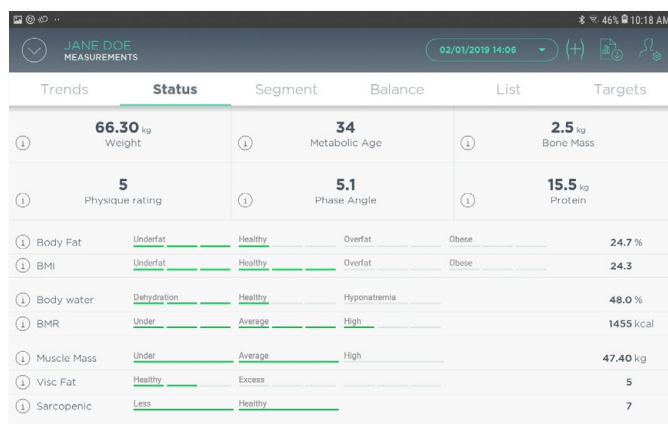 46% 10:18 AM
JANE DOE
MEASUREMENTS
02/01/2019 14:06
Trends Status Segment Balance List Targets
66.30 kg 34 2.5 kg
Weight Metabolic Age Bone Mass
5 5.1 15.5 kg
Physique rating Phase Angle Protein
Body Fat Underfat Healthy Overfat Obese 24.7 %
BMI Underfat Healthy Overfat Obese 24.3
Body water Dehydration Healthy Hyponatremia 48.0 %
BMR Under Average High 1455 kcal
Muscle Mass Under Average High 47.40 kg
Visc Fat Healthy Excess 5
Sarcopenic Less Healthy 7